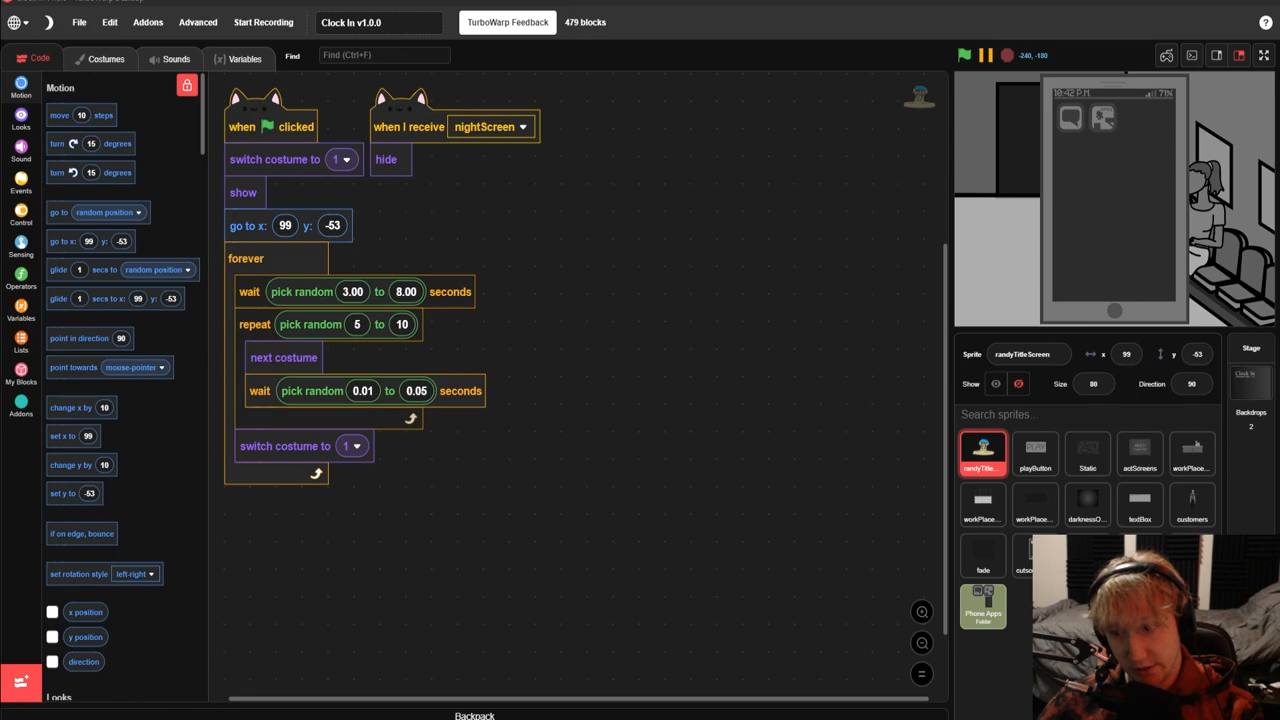 File Edit Addons Advanced Start Recording Clock In v1.0.0 TurboWarp Feedback 479 blocks ?
Code Costumes Sounds Variables Find Find (Ctrl+F) -240, -180
Motion
Looks
Sound
Events
Control
Sensing
Operators
Variables
Lists
My Blocks
Addons
Motion
move 10 steps
turn 15 degrees
turn 15 degrees
go to random position
go to x: 99 y: -53
glide 1 secs to random position
glide 1 secs to x: 99 y: -53
point in direction 90
point towards mouse-pointer
change x by 10
set x to 99
change y by 10
set y to -53
if on edge, bounce
set rotation style left-right
x position
y position
direction
Looks
when clicked
switch costume to 1
show
go to x: 99 y: -53
forever
wait pick random 3.00 to 8.00 seconds
repeat pick random 5 to 10
next costume
wait pick random 0.01 to 0.05 seconds
switch costume to 1
when I receive nightScreen
hide
=
Backpack
10:42 P.M. 71%
Sprite randyTitleScreen x 99 y -53
Show Size 80 Direction 90
Search sprites...
randyTitle... playButton Static actScreens workPlace...
workPlace... workPlace... darknessO... textBox customers
fade
Phone Apps
Folder
Stage
Clock In
Backdrops
2